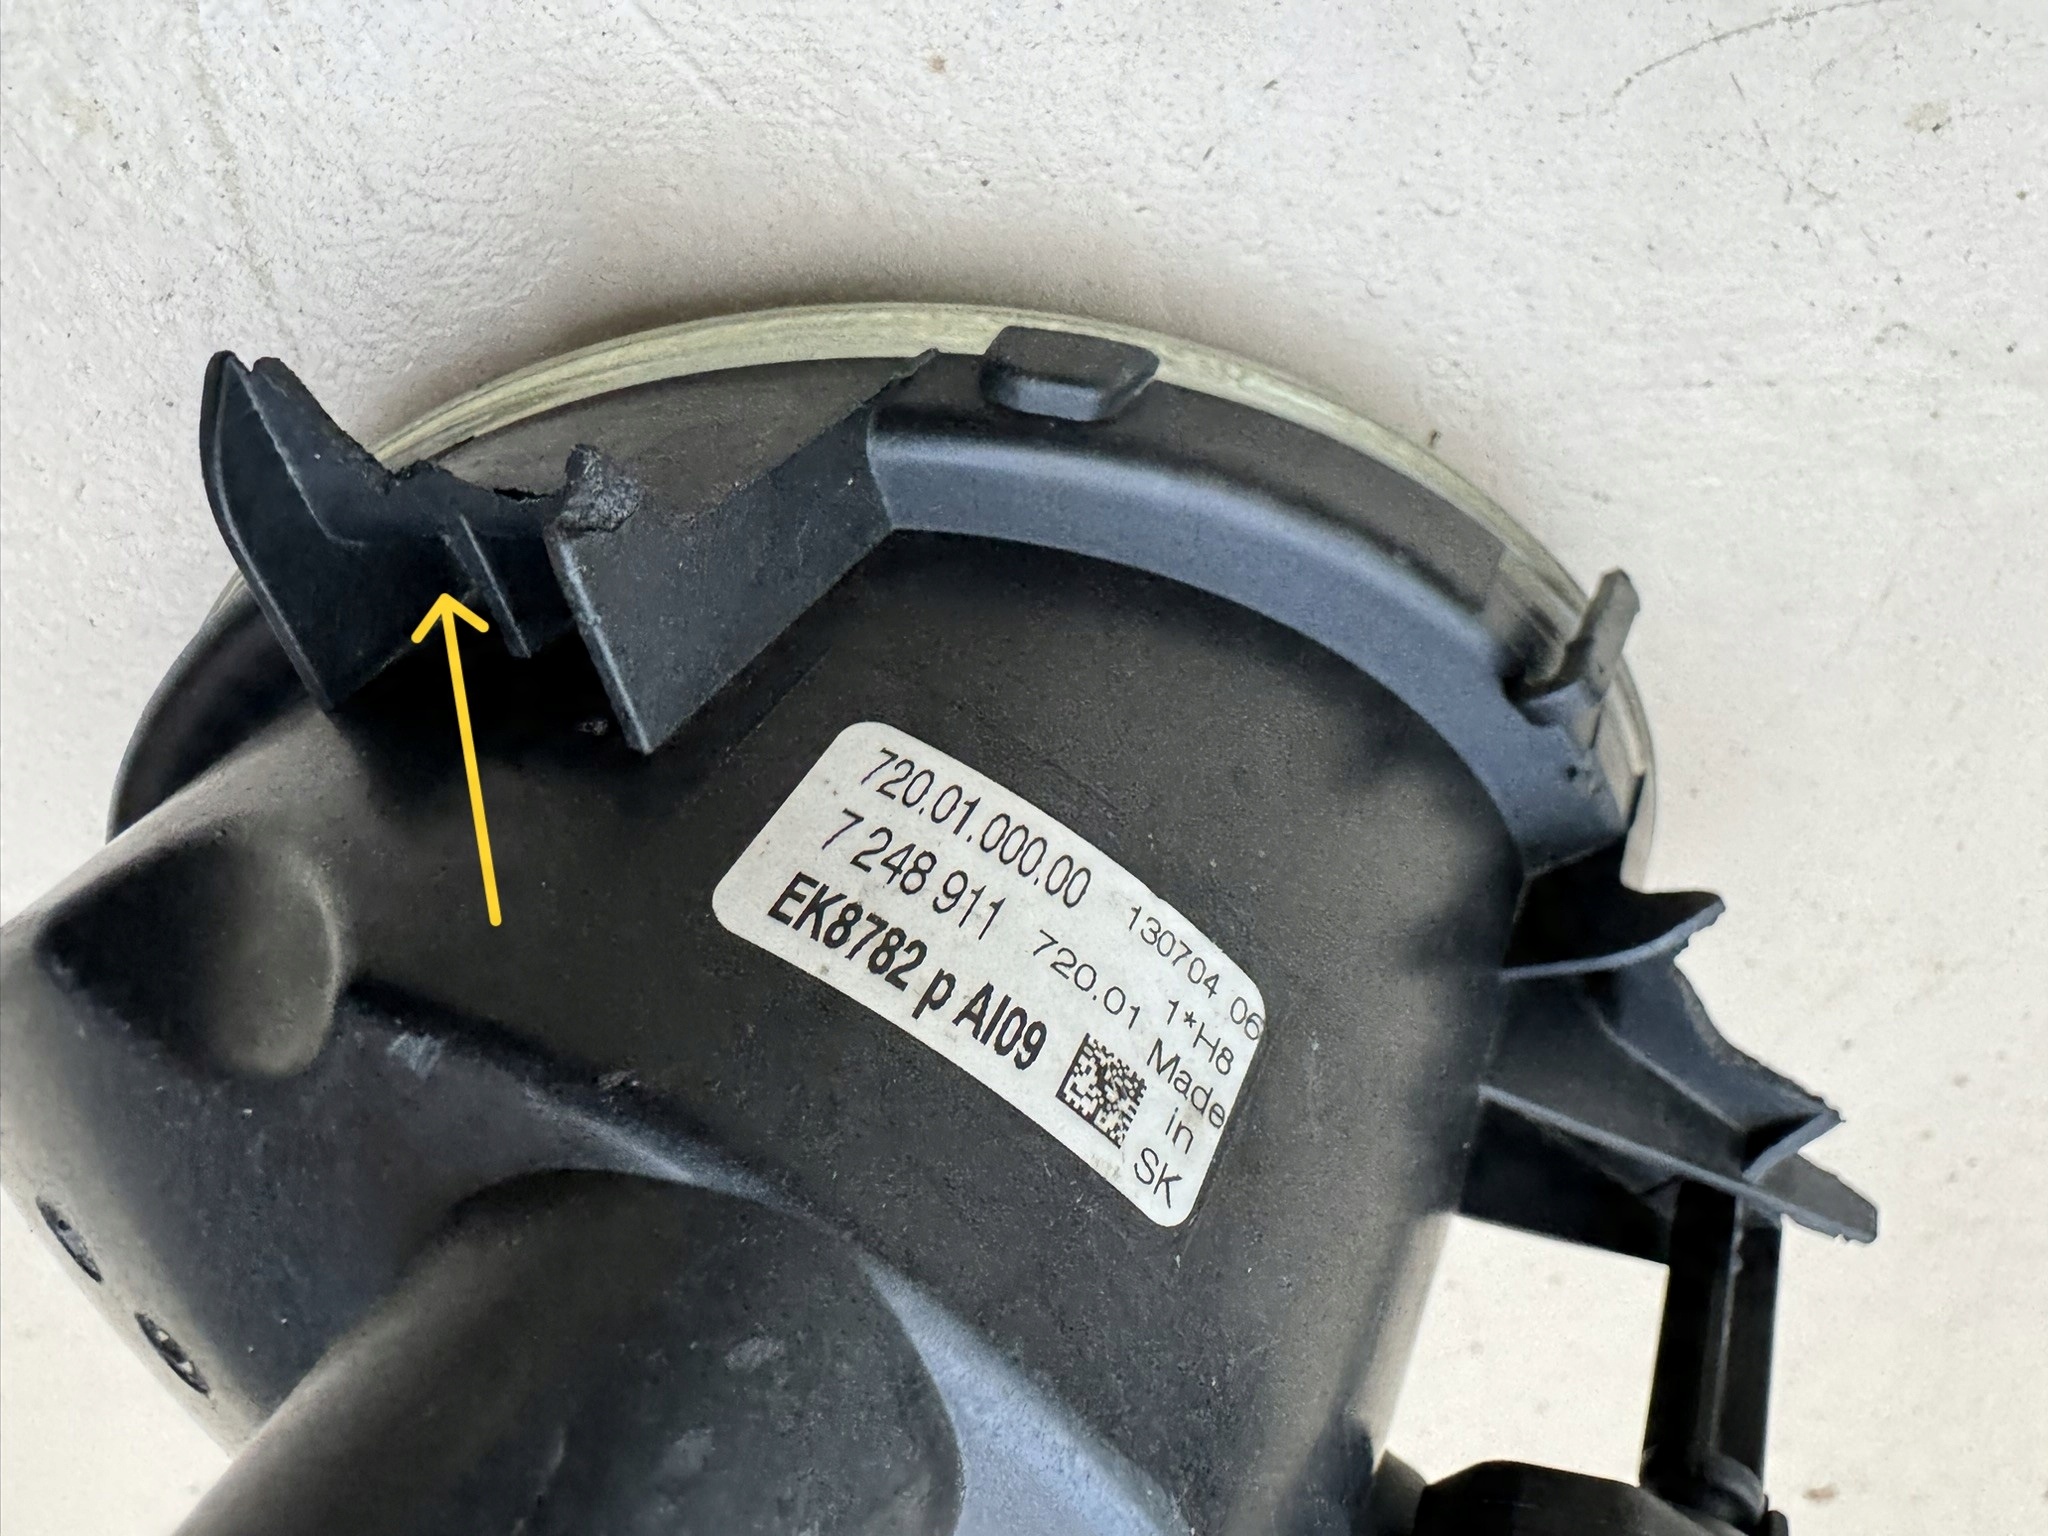 720.01.000.00 130704 06
7 248 911 720.01 1*H8
EK8782 p AI09 Made
in
SK